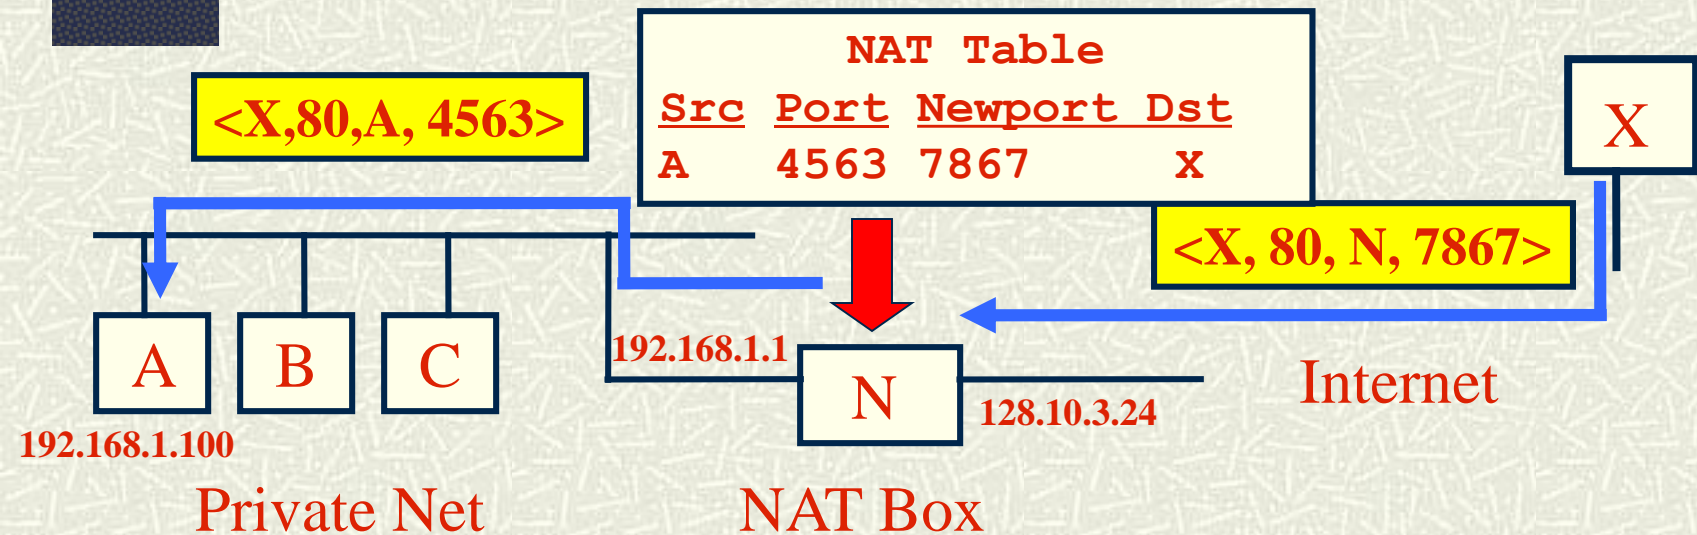 NAT Table
Src Port Newport Dst
A 4563 7867 X
<X,80,A, 4563>
X
<X, 80, N, 7867>
A
B
C
192.168.1.1
N
Internet
128.10.3.24
192.168.1.100
Private Net
NAT Box